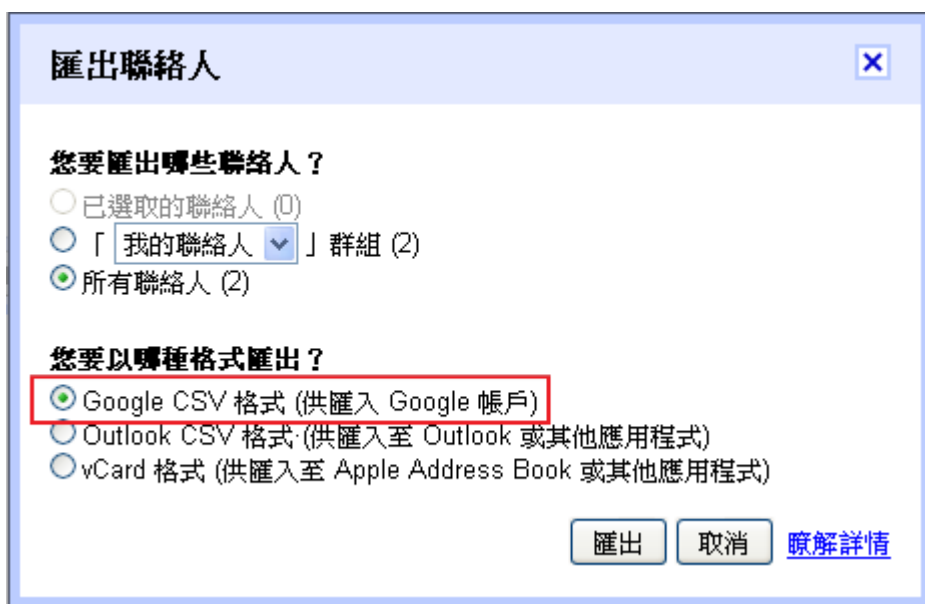 匯出聯絡人
您要匯出哪些聯絡人？
已選取的聯絡人 (0)
「 我的聯絡人 」群組 (2)
所有聯絡人 (2)
您要以哪種格式匯出？
Google CSV 格式 (供匯入 Google 帳戶)
Outlook CSV 格式 (供匯入至 Outlook 或其他應用程式)
vCard 格式 (供匯入至 Apple Address Book 或其他應用程式)
匯出 取消 瞭解詳情